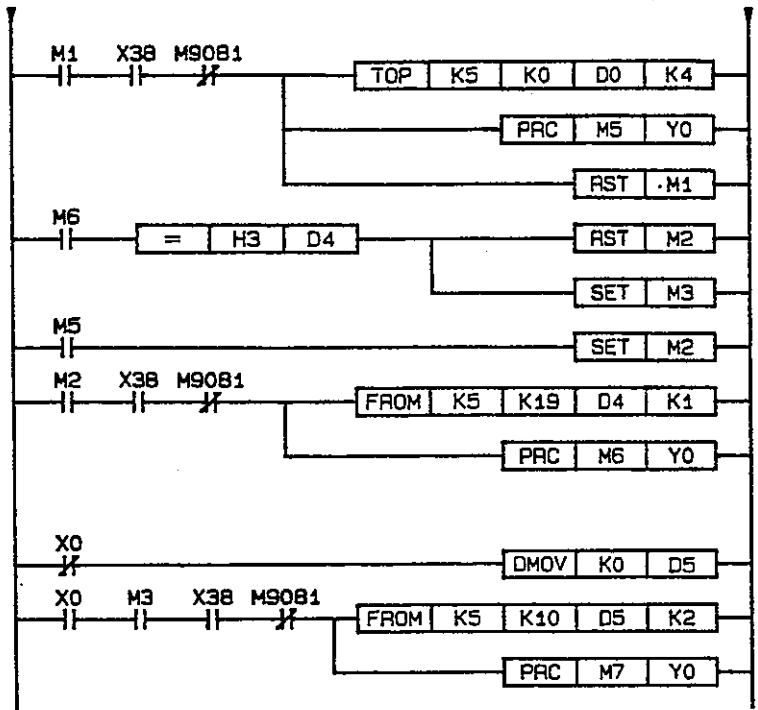 M1 X38 M9081
TOP K5 K0 D0 K4
PRC M5 Y0
RST .M1
M6
= H3 D4 RST M2
SET M3
M5
SET M2
M2 X38 M9081
FROM K5 K19 D4 K1
PRC M6 Y0
X0
DMOV K0 D5
X0 M3 X38 M9081
FROM K5 K10 D5 K2
PRC M7 Y0